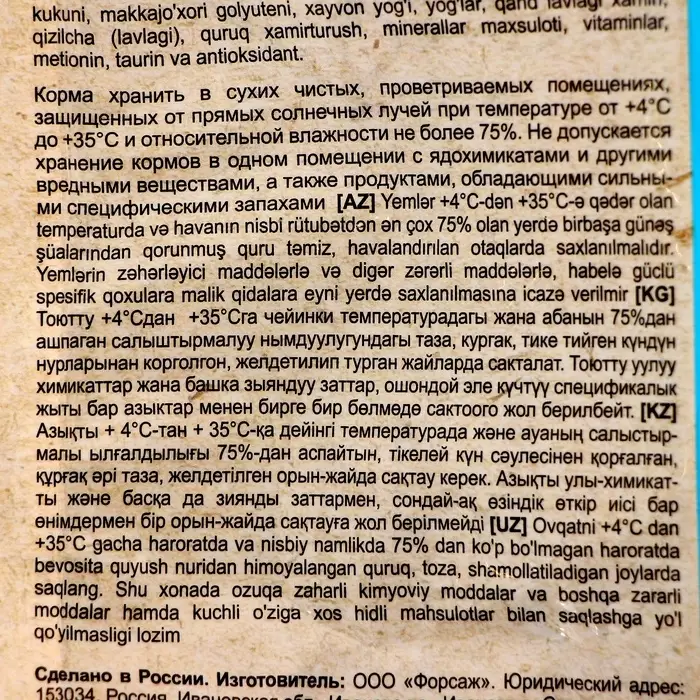 kukuni, makkajo'xori golyuteni, xayvon yog'i, yog'lar, qand lavlagi xamiri,
qizilcha (lavlagi), quruq xamirturush, minerallar maxsuloti, vitaminlar,
metionin, taurin va antioksidant.
Корма хранить в сухих чистых, проветриваемых помещениях,
защищенных от прямых солнечных лучей при температуре от +4°С
до +35°С и относительной влажности не более 75%. Не допускается
хранение кормов в одном помещении с ядохимикатами и другими
вредными веществами, а также продуктами, обладающими сильны-
ми специфическими запахами [AZ] Yemlər +4°C-dən +35°C-ə qədər olan
temperaturda və havanın nisbî rütubətdən ən çox 75% olan yerdə birbaşa günəş
şüalarından qorunmuş quru təmiz, havalandırılan otaqlarda saxlanılmalıdır.
Yemlərin zəhərləyici maddələrlə və digər zərərli maddələrlə, habelə güclü
spesifik qoxulara malik qidalara eyni yerdə saxlanılmasına icazə verilmir [KG]
Тоютту +4°Сдан +35°Сга чейинки температурадагы жана абанын 75%дан
ашпаган салыштырмалуу нымдуулугундагы таза, кургак, тике тийген күндүн
нурларынан корголгон, желдетилип турган жайларда сакталат. Тоютту уулуу
химикаттар жана башка зыяндуу заттар, ошондой эле күчтүү спецификалык
жыты бар азыктар менен бирге бир бөлмөдө сактоого жол берилбейт. [KZ]
Азықты + 4°С-тан + 35°С-қа дейінгі температурада және ауаның салыстыр-
малы ылғалдылығы 75%-дан аспайтын, тікелей күн сәулесінен қорғалған,
құрғақ әрі таза, желдетілген орын-жайда сақтау керек. Азықты улы-химикат-
ты және басқа да зиянды заттармен, сондай-ақ өзіндік өткір иісі бар
өнімдермен бір орын-жайда сақтауға жол берілмейді [UZ] Ovqatni +4°C dan
+35°C gacha haroratda va nisbiy namlikda 75% dan ko'p bo'lmagan haroratda
bevosita quyush nuridan himoyalangan quruq, toza, shamollatiladigan joylarda
saqlang. Shu xonada ozuqa zaharli kimyoviy moddalar va boshqa zararli
moddalar hamda kuchli o'ziga xos hidli mahsulotlar bilan saqlashga yo'l
qo'yilmasligi lozim
Сделано в России. Изготовитель: ООО «Форсаж». Юридический адрес:
153034, Россия, Ивановская обл.